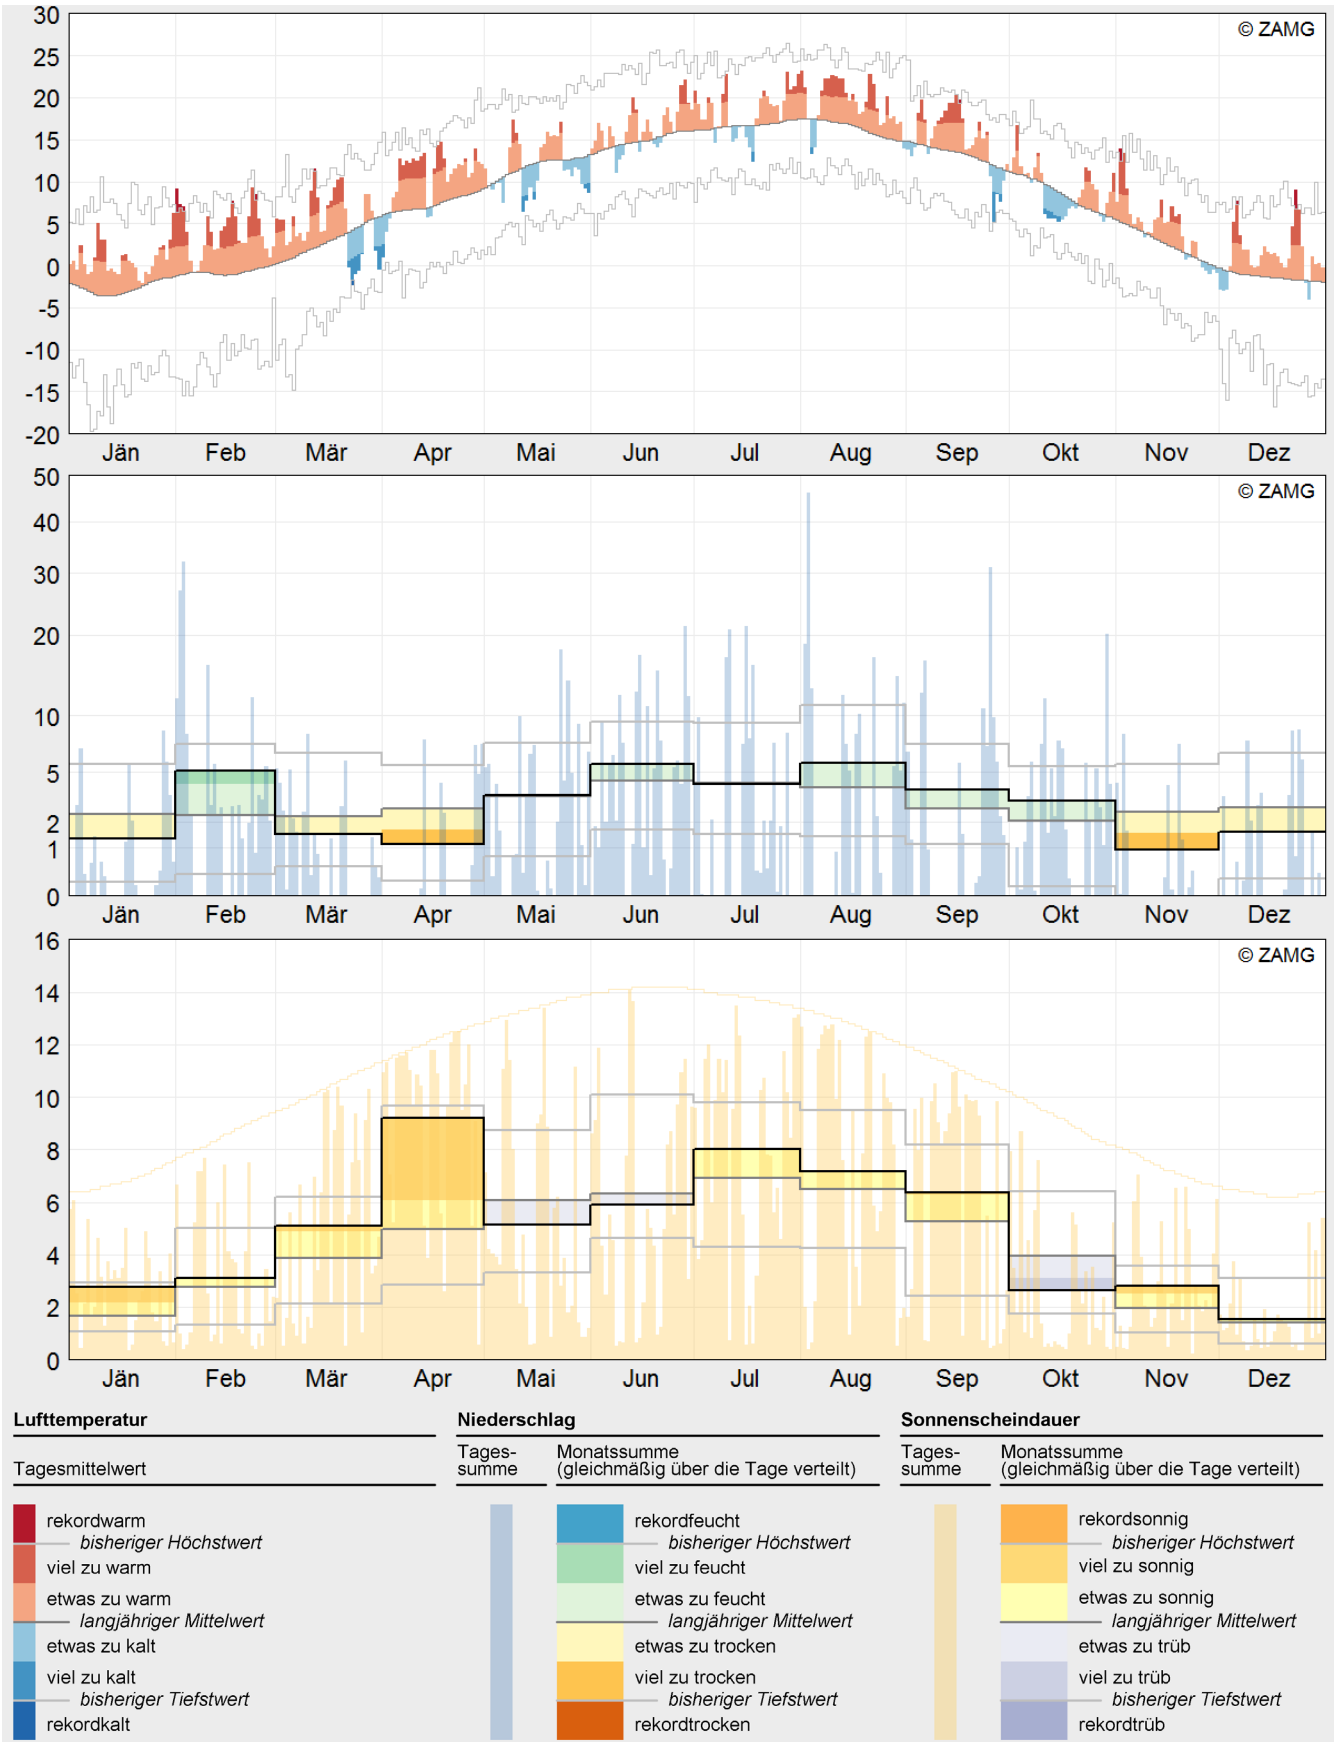 30
© ZAMG
25
20
15
10
5
0
-5
-10
-15
-20
Jän Feb Mär Apr Mai Jun Jul Aug Sep Okt Nov Dez
50
© ZAMG
40
30
20
10
5
2
1
0
Jän Feb Mär Apr Mai Jun Jul Aug Sep Okt Nov Dez
16
© ZAMG
14
12
10
8
6
4
2
0
Jän Feb Mär Apr Mai Jun Jul Aug Sep Okt Nov Dez
Lufttemperatur
Tagesmittelwert
rekordwarm
bisheriger Höchstwert
viel zu warm
etwas zu warm
langjähriger Mittelwert
etwas zu kalt
viel zu kalt
bisheriger Tiefstwert
rekordkalt
Niederschlag
Tages-
summe
Monatssumme
(gleichmäßig über die Tage verteilt)
rekordfeucht
bisheriger Höchstwert
viel zu feucht
etwas zu feucht
langjähriger Mittelwert
etwas zu trocken
viel zu trocken
bisheriger Tiefstwert
rekordtrocken
Sonnenscheindauer
Tages-
summe
Monatssumme
(gleichmäßig über die Tage verteilt)
rekordsonnig
bisheriger Höchstwert
viel zu sonnig
etwas zu sonnig
langjähriger Mittelwert
etwas zu trüb
viel zu trüb
bisheriger Tiefstwert
rekordtrüb